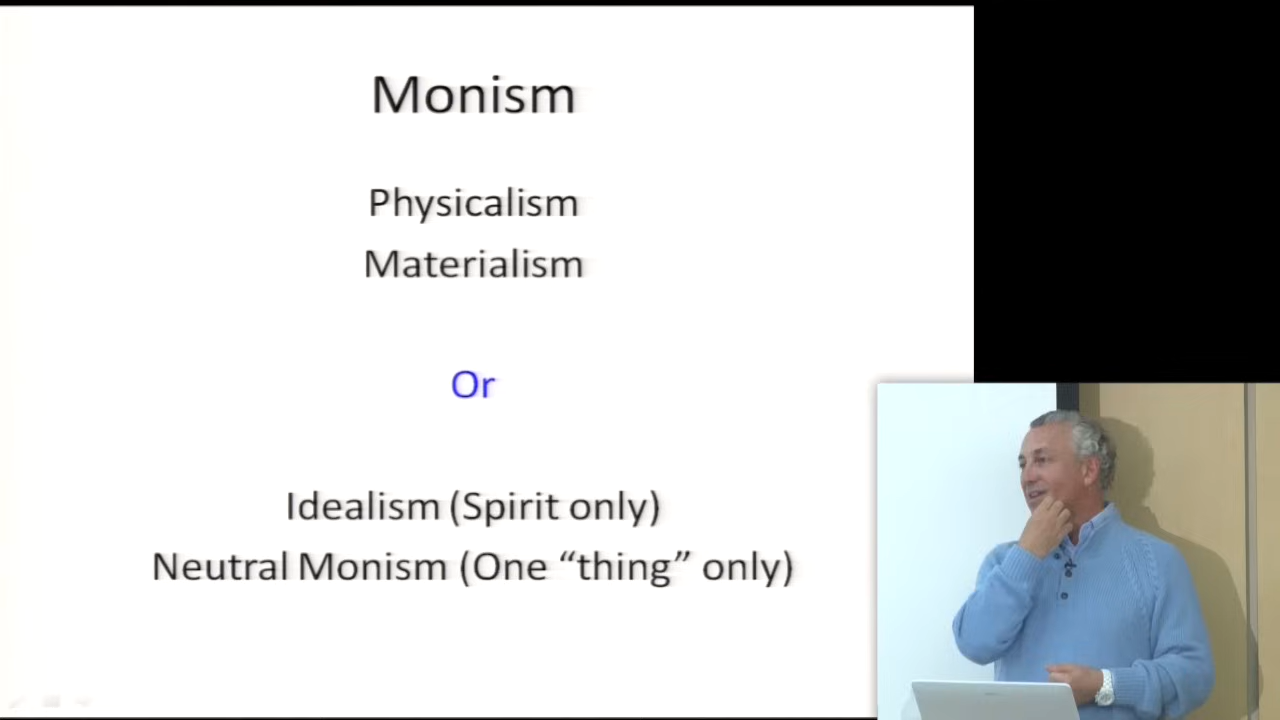 Monism
Physicalism
Materialism
Or
Idealism (Spirit only)
Neutral Monism (One “thing” only)